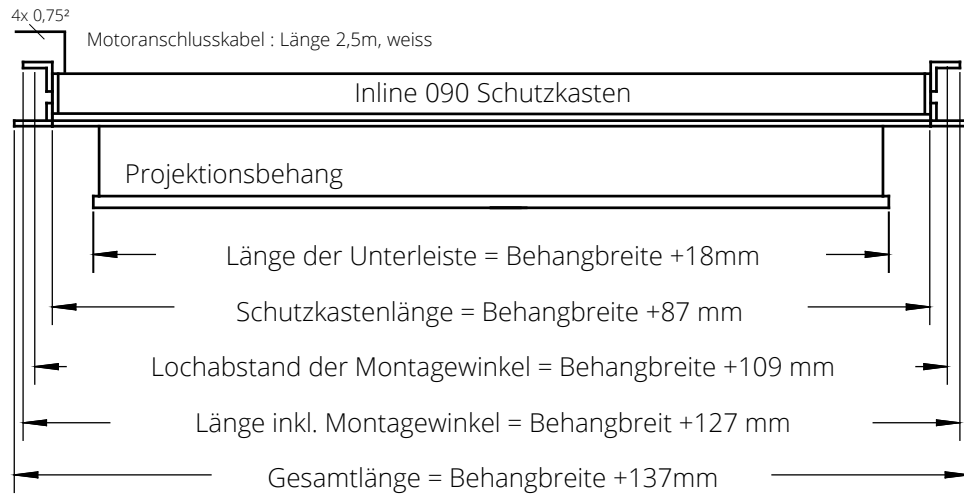 4x 0,75²
Motoranschlusskabel : Länge 2,5m, weiss
Inline 090 Schutzkasten
Projektionsbehang
Länge der Unterleiste = Behangbreite +18mm
Schutzkastenlänge = Behangbreite +87 mm
Lochabstand der Montagewinkel = Behangbreite +109 mm
Länge inkl. Montagewinkel = Behangbreit +127 mm
Gesamtlänge = Behangbreite +137mm